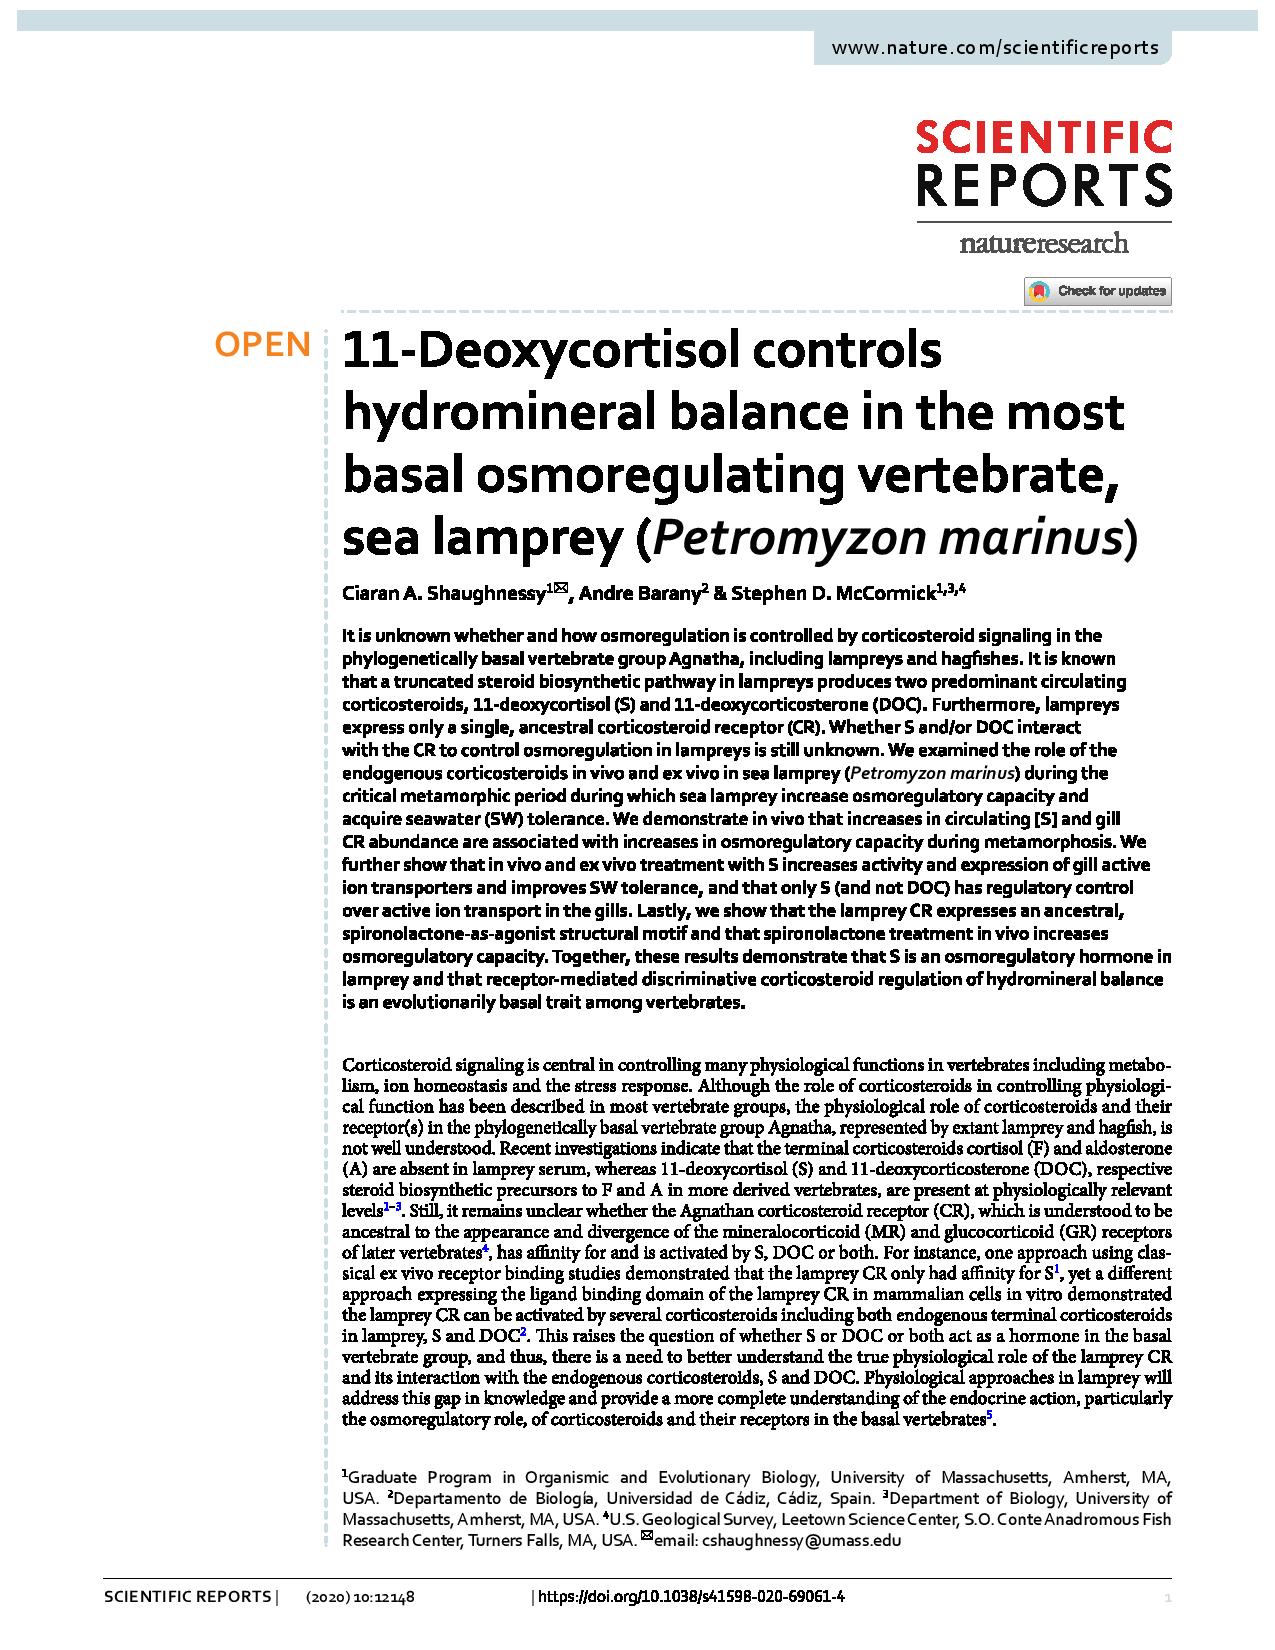 www.nature.com/scientificreports
SCIENTIFIC
REPORTS
natureresearch
Check for updates
OPEN
11-Deoxycortisol controls
hydromineral balance in the most
basal osmoregulating vertebrate,
sea lamprey (Petromyzon marinus)
Ciaran A. Shaughnessy1✉, Andre Barany2 & Stephen D. McCormick1,3,4
It is unknown whether and how osmoregulation is controlled by corticosteroid signaling in the
phylogenetically basal vertebrate group Agnatha, including lampreys and hagfishes. It is known
that a truncated steroid biosynthetic pathway in lampreys produces two predominant circulating
corticosteroids, 11-deoxycortisol (S) and 11-deoxycorticosterone (DOC). Furthermore, lampreys
express only a single, ancestral corticosteroid receptor (CR). Whether S and/or DOC interact
with the CR to control osmoregulation in lampreys is still unknown. We examined the role of the
endogenous corticosteroids in vivo and ex vivo in sea lamprey (Petromyzon marinus) during the
critical metamorphic period during which sea lamprey increase osmoregulatory capacity and
acquire seawater (SW) tolerance. We demonstrate in vivo that increases in circulating [S] and gill
CR abundance are associated with increases in osmoregulatory capacity during metamorphosis. We
further show that in vivo and ex vivo treatment with S increases activity and expression of gill active
ion transporters and improves SW tolerance, and that only S (and not DOC) has regulatory control
over active ion transport in the gills. Lastly, we show that the lamprey CR expresses an ancestral,
spironolactone-as-agonist structural motif and that spironolactone treatment in vivo increases
osmoregulatory capacity. Together, these results demonstrate that S is an osmoregulatory hormone in
lamprey and that receptor-mediated discriminative corticosteroid regulation of hydromineral balance
is an evolutionarily basal trait among vertebrates.
Corticosteroid signaling is central in controlling many physiological functions in vertebrates including metabo-
lism, ion homeostasis and the stress response. Although the role of corticosteroids in controlling physiologi-
cal function has been described in most vertebrate groups, the physiological role of corticosteroids and their
receptor(s) in the phylogenetically basal vertebrate group Agnatha, represented by extant lamprey and hagfish, is
not well understood. Recent investigations indicate that the terminal corticosteroids cortisol (F) and aldosterone
(A) are absent in lamprey serum, whereas 11-deoxycortisol (S) and 11-deoxycorticosterone (DOC), respective
steroid biosynthetic precursors to F and A in more derived vertebrates, are present at physiologically relevant
levels1–3. Still, it remains unclear whether the Agnathan corticosteroid receptor (CR), which is understood to be
ancestral to the appearance and divergence of the mineralocorticoid (MR) and glucocorticoid (GR) receptors
of later vertebrates4, has affinity for and is activated by S, DOC or both. For instance, one approach using clas-
sical ex vivo receptor binding studies demonstrated that the lamprey CR only had affinity for S1, yet a different
approach expressing the ligand binding domain of the lamprey CR in mammalian cells in vitro demonstrated
the lamprey CR can be activated by several corticosteroids including both endogenous terminal corticosteroids
in lamprey, S and DOC2. This raises the question of whether S or DOC or both act as a hormone in the basal
vertebrate group, and thus, there is a need to better understand the true physiological role of the lamprey CR
and its interaction with the endogenous corticosteroids, S and DOC. Physiological approaches in lamprey will
address this gap in knowledge and provide a more complete understanding of the endocrine action, particularly
the osmoregulatory role, of corticosteroids and their receptors in the basal vertebrates5.
1Graduate Program in Organismic and Evolutionary Biology, University of Massachusetts, Amherst, MA,
USA. 2Departamento de Biología, Universidad de Cádiz, Cádiz, Spain. 3Department of Biology, University of
Massachusetts, Amherst, MA, USA. 4U.S. Geological Survey, Leetown Science Center, S.O. Conte Anadromous Fish
Research Center, Turners Falls, MA, USA. ✉email: cshaughnessy@umass.edu
SCIENTIFIC REPORTS | (2020) 10:12148 | https://doi.org/10.1038/s41598-020-69061-4 1